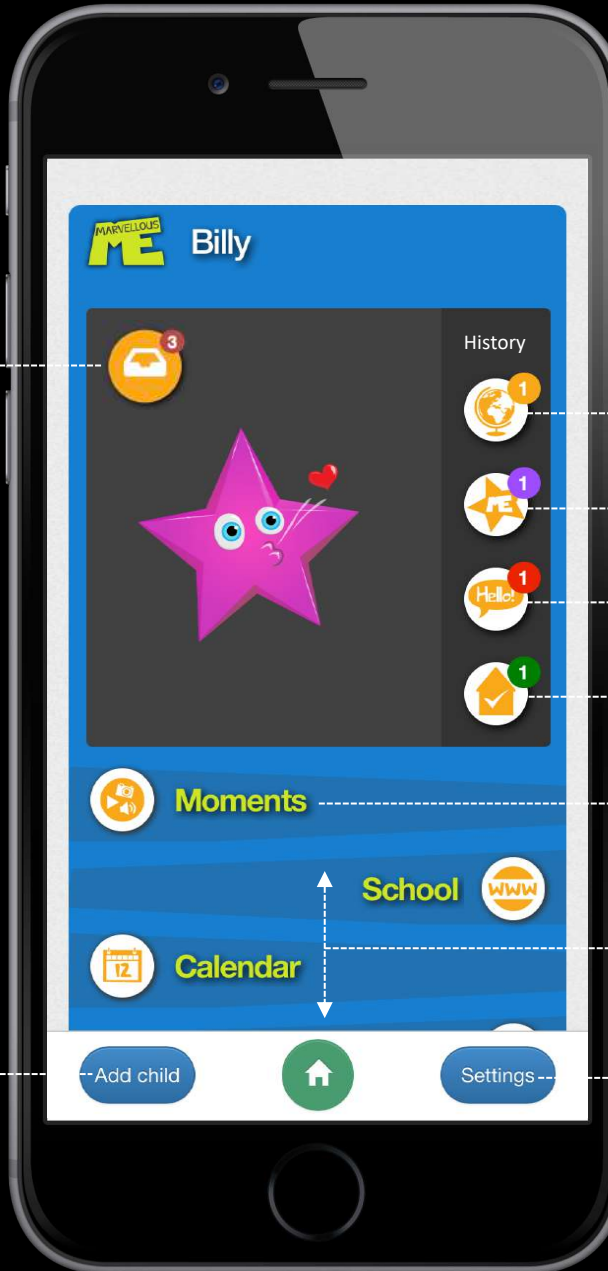 MARVELLOUS
ME
Billy
3
History
1
ME
1
Hello!
1
1
Moments
School
WWW
12
Calendar
Add child
Settings